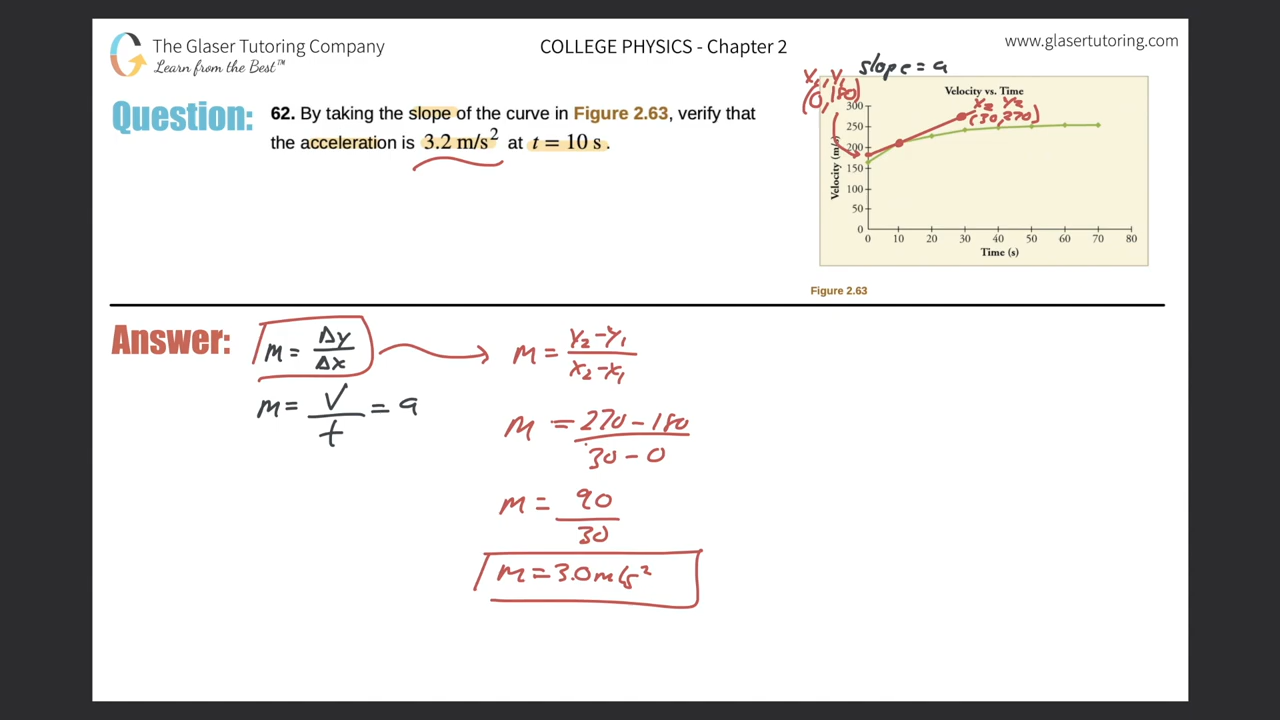 The Glaser Tutoring Company
Learn from the Best™
COLLEGE PHYSICS - Chapter 2
www.glasertutoring.com
Question:
62. By taking the slope of the curve in Figure 2.63, verify that
the acceleration is 3.2 m/s² at t = 10 s.
slope = a
x₁, y₁
(0, 180)
Velocity vs. Time
x₂ y₂
(30, 270)
Velocity (m/s)
300
250
200
150
100
50
0
0 10 20 30 40 50 60 70 80
Time (s)
Figure 2.63
Answer:
m = Δy/Δx
m = V/t = a
m = y₂-y₁/x₂-x₁
m = 270 - 180/30 - 0
m = 90/30
m = 3.0 m/s²